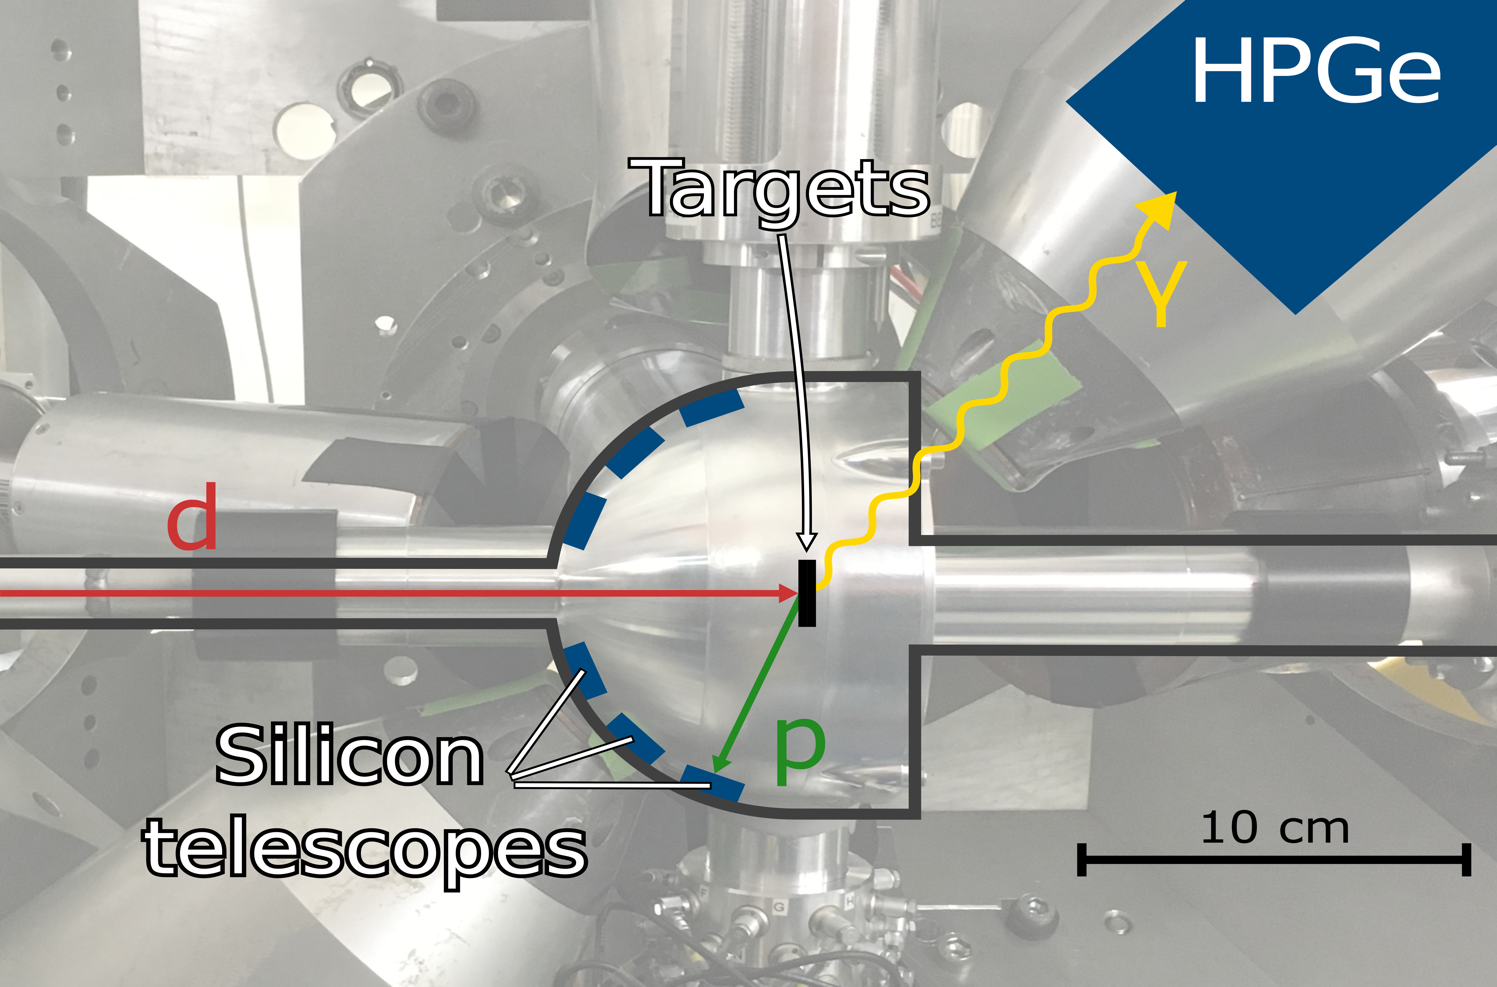 HPGe
Targets
γ
d
p
Silicon
telescopes
10 cm
F
G
H